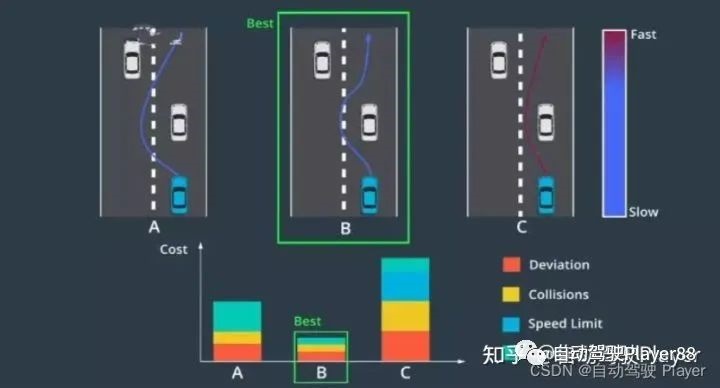 Best
Fast
Slow
A
B
C
Cost
Best
A
B
C
Deviation
Collisions
Speed Limit
知乎 @自动驾驶Player88
CSDN @自动驾驶 Player